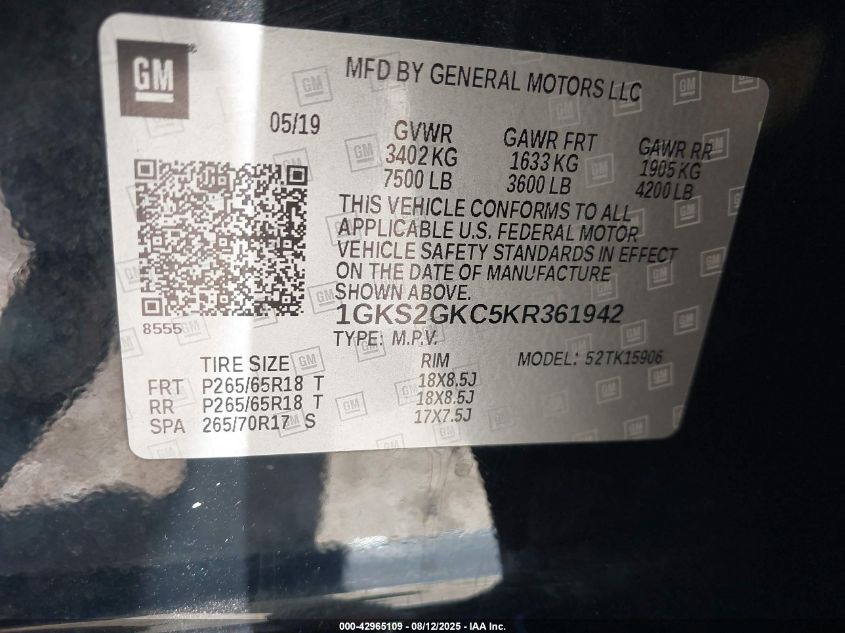 GM
MFD BY GENERAL MOTORS LLC
05/19
GVWR GAWR FRT GAWR RR
3402 KG 1633 KG 1905 KG
7500 LB 3600 LB 4200 LB
THIS VEHICLE CONFORMS TO ALL
APPLICABLE U.S. FEDERAL MOTOR
VEHICLE SAFETY STANDARDS IN EFFECT
ON THE DATE OF MANUFACTURE
SHOWN ABOVE.
8555
1GKS2GKC5KR361942
TYPE: M.P.V.
TIRE SIZE RIM MODEL: 52TK15906
FRT P265/65R18 T 18X8.5J
RR P265/65R18 T 18X8.5J
SPA 265/70R17 S 17X7.5J
000-42965109 - 08/12/2025 - IAA Inc.